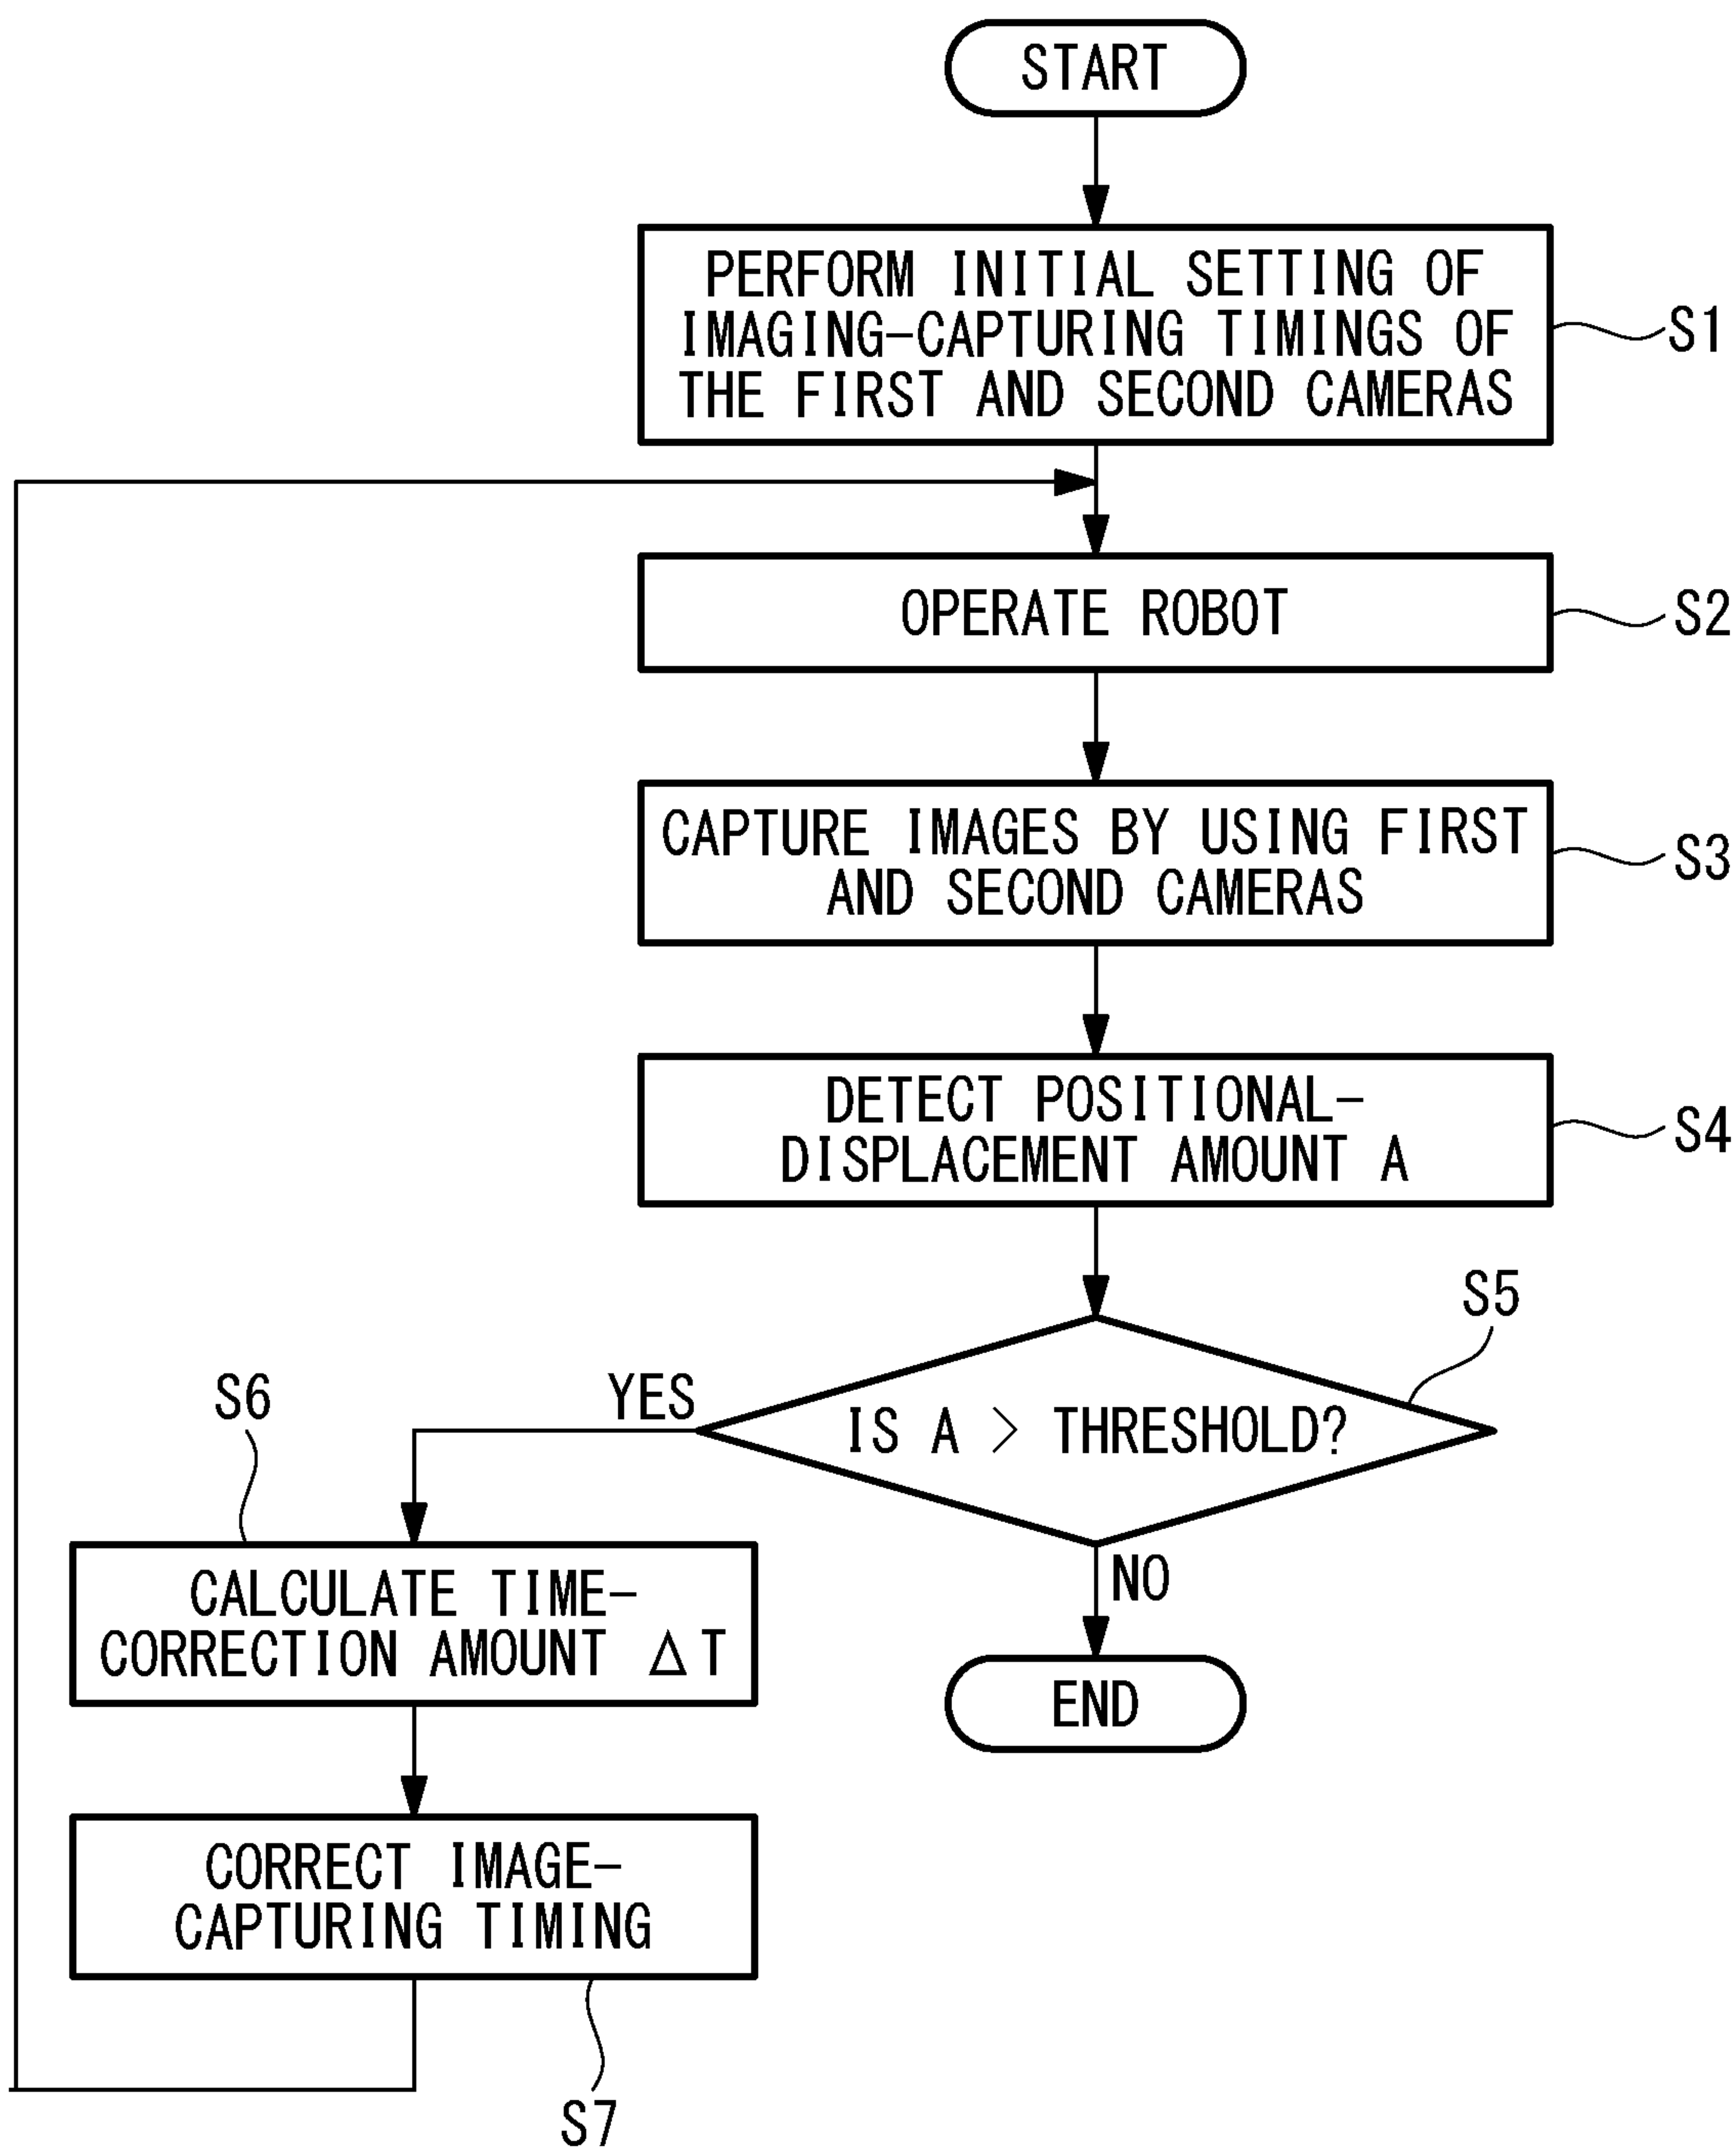 START
PERFORM INITIAL SETTING OF
IMAGING-CAPTURING TIMINGS OF
THE FIRST AND SECOND CAMERAS
S1
OPERATE ROBOT
S2
CAPTURE IMAGES BY USING FIRST
AND SECOND CAMERAS
S3
DETECT POSITIONAL-
DISPLACEMENT AMOUNT A
S4
S5
IS A > THRESHOLD?
YES
NO
END
S6
CALCULATE TIME-
CORRECTION AMOUNT △T
CORRECT IMAGE-
CAPTURING TIMING
S7